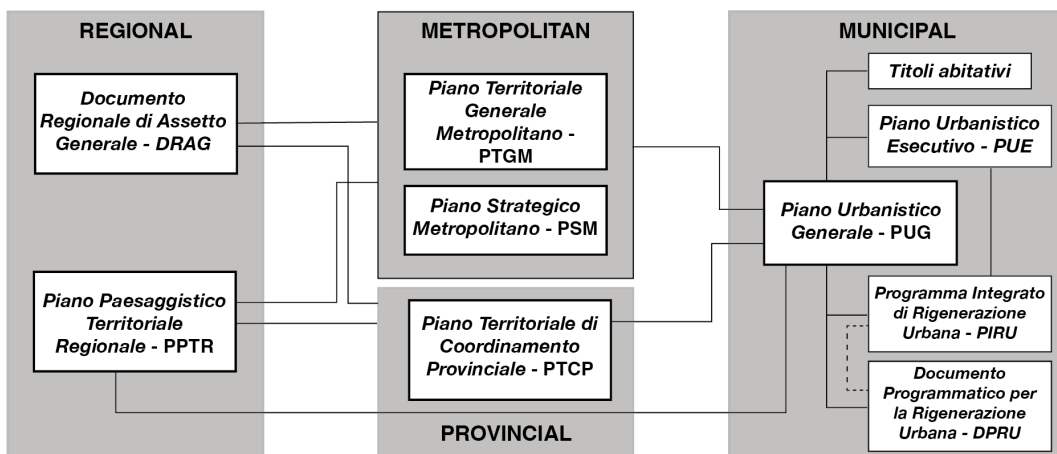 REGIONAL
Documento
Regionale di Assetto
Generale - DRAG
Piano Paesaggistico
Territoriale
Regionale - PPTR
METROPOLITAN
Piano Territoriale
Generale
Metropolitano -
PTGM
Piano Strategico
Metropolitano - PSM
Piano Territoriale di
Coordinamento
Provinciale - PTCP
PROVINCIAL
MUNICIPAL
Titoli abitativi
Piano Urbanistico
Esecutivo - PUE
Piano Urbanistico
Generale - PUG
Programma Integrato
di Rigenerazione
Urbana - PIRU
Documento
Programmatico per
la Rigenerazione
Urbana - DPRU